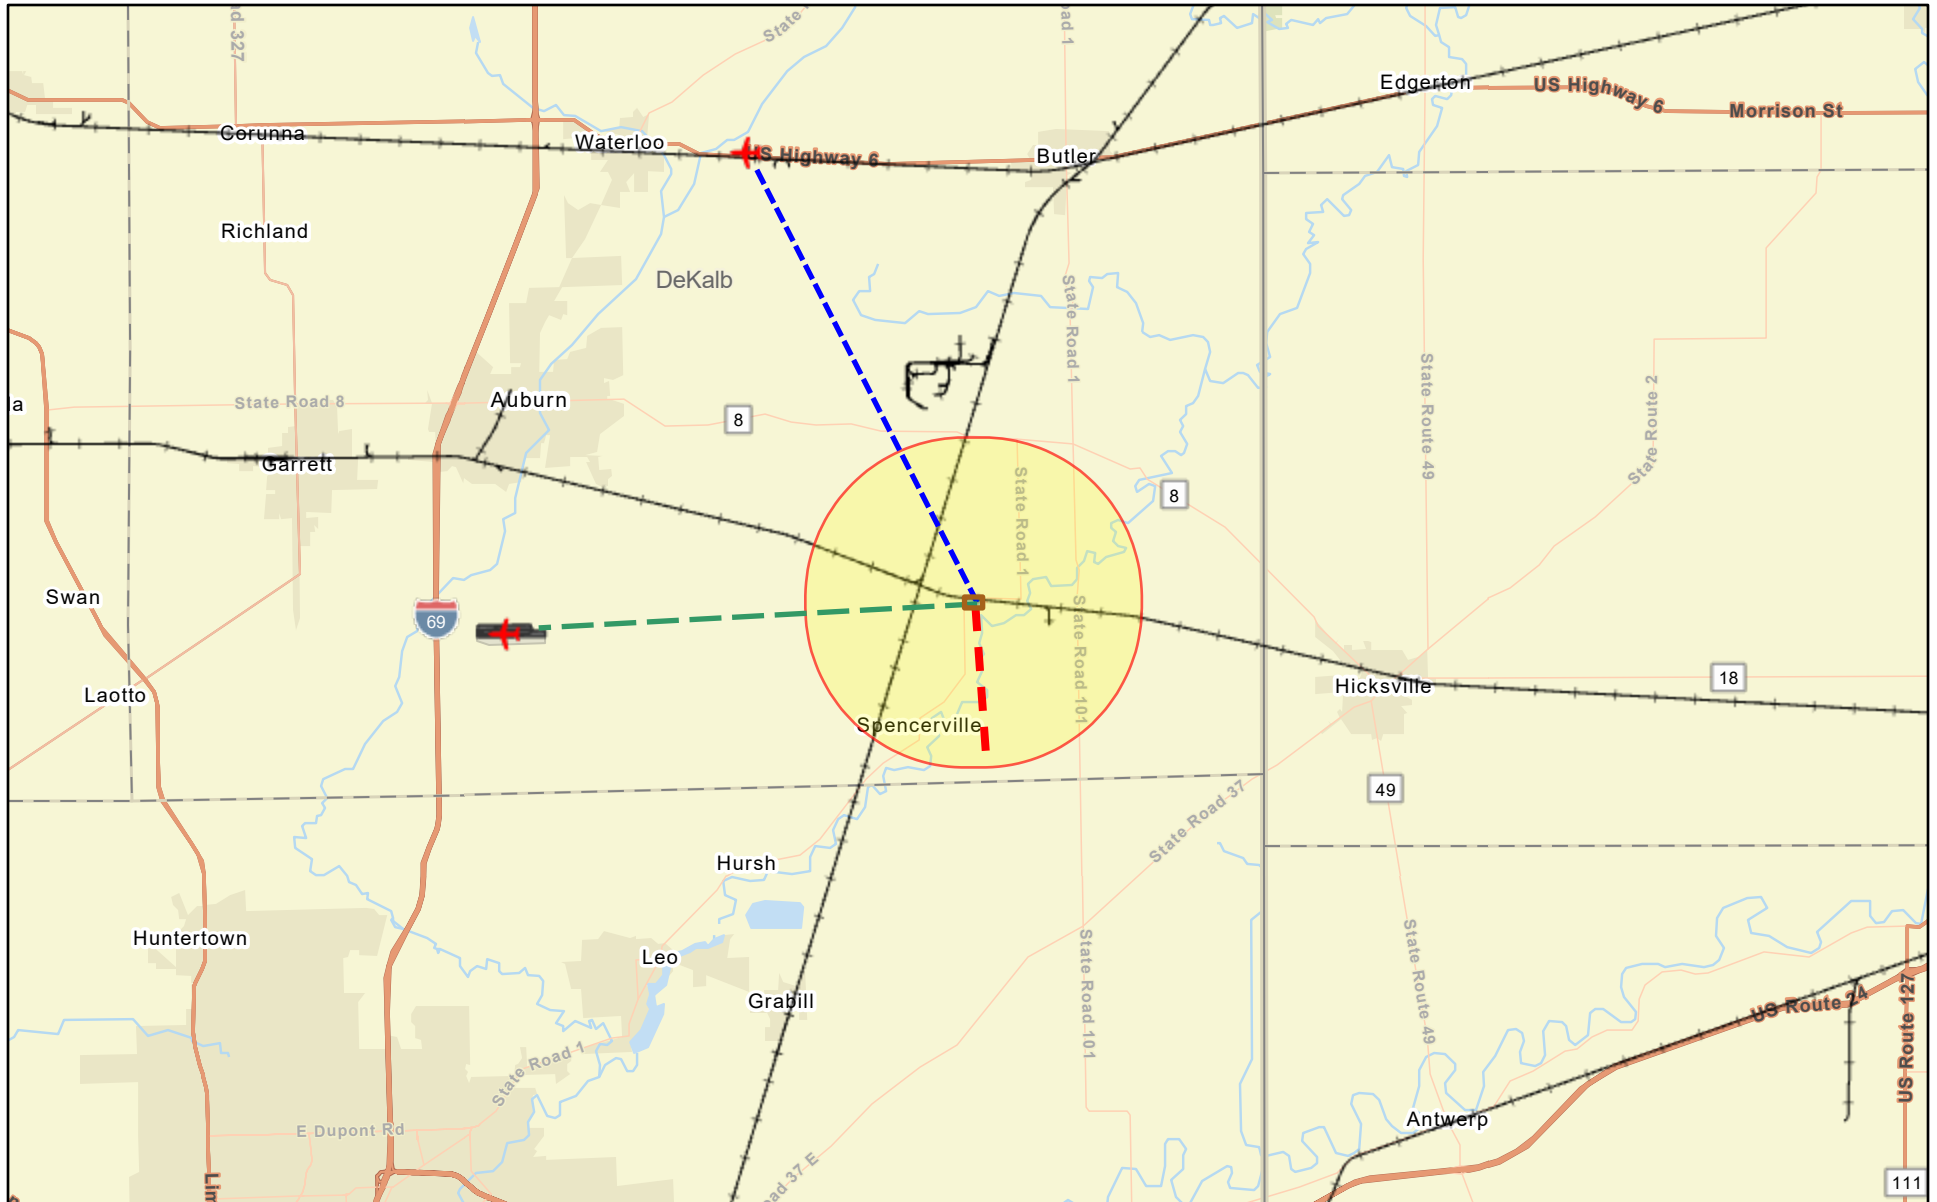 State
Edgerton
US Highway 6
Morrison St
Corunna
Waterloo
US Highway 6
Butler
Richland
DeKalb
State Road 1
State Road 8
Auburn
8
State Route 49
State Route 2
Garrett
State Road 1
8
Swan
69
State Road 101
Laotto
Hicksville
18
Spencerville
49
State Road 37
Hursh
Huntertown
Leo
Grabill
State Road 101
State Route 49
US Route 24
US Route 127
State Road 1
E Dupont Rd
Antwerp
37 E
111